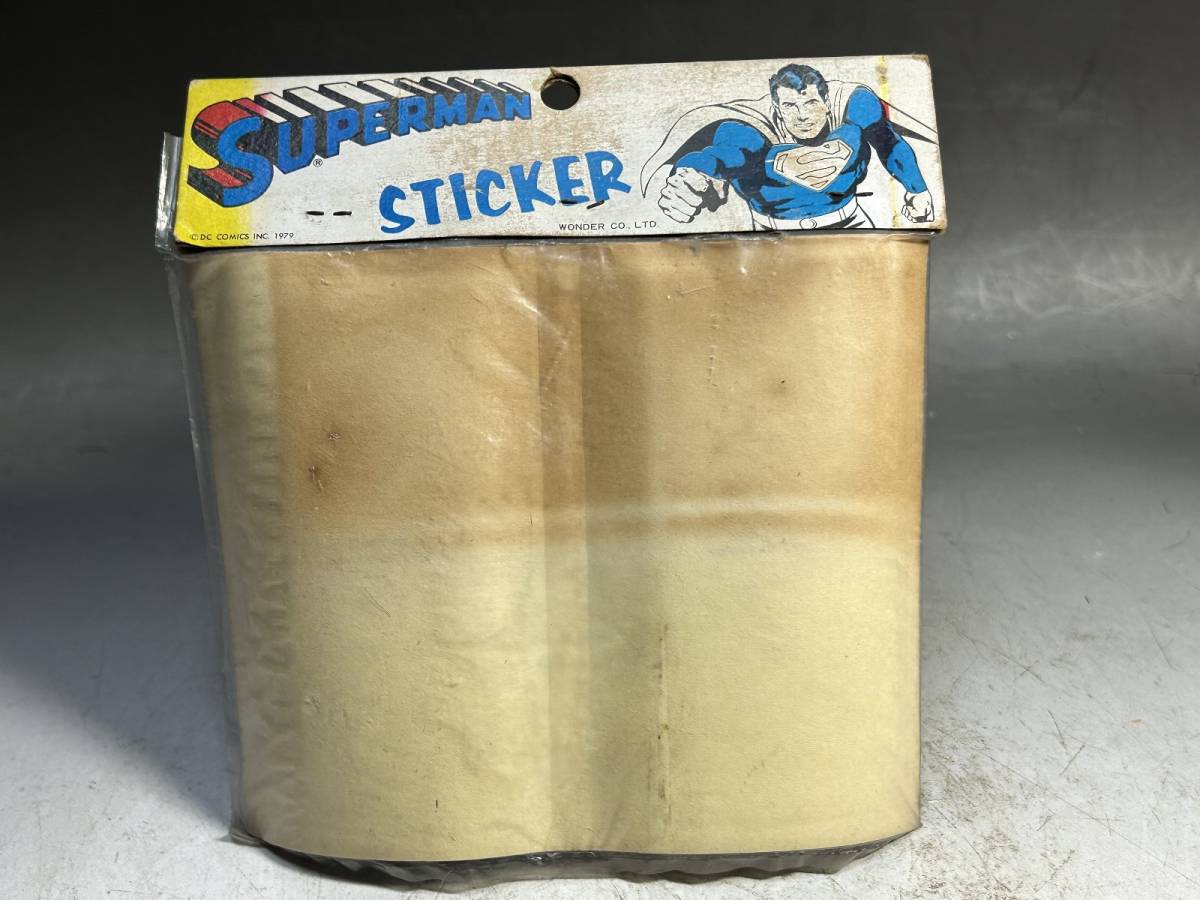 SUPERMAN
®
STICKER
© DC COMICS INC. 1979
WONDER CO., LTD.
S